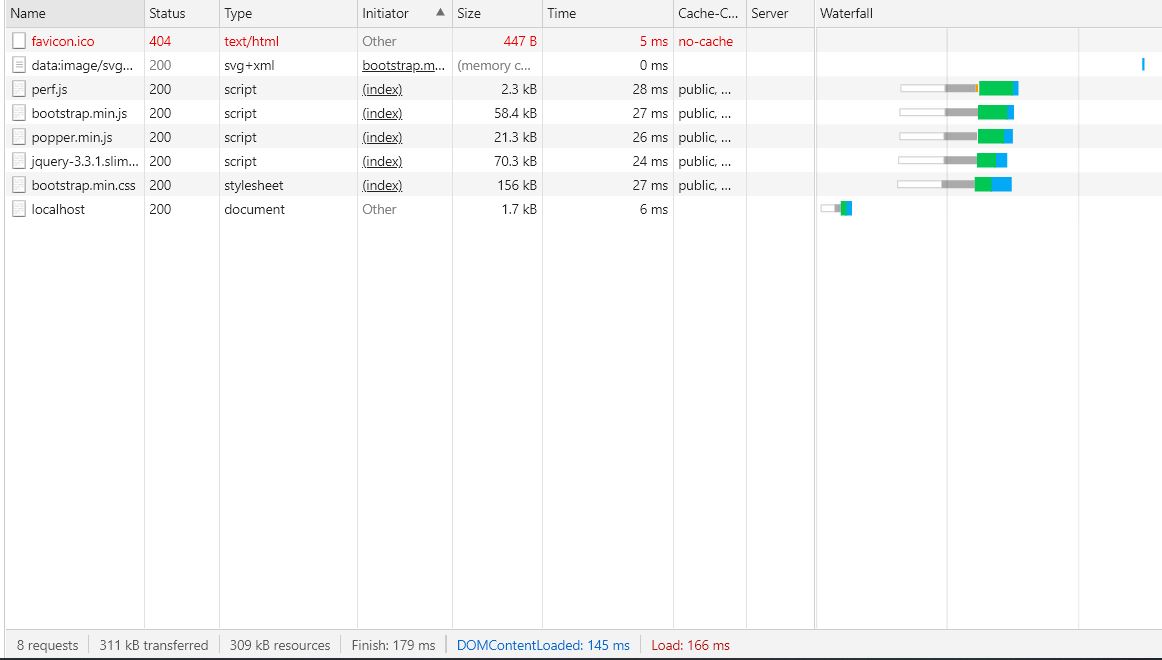 Name Status Type Initiator ▲ Size Time Cache-C... Server Waterfall
favicon.ico 404 text/html Other 447 B 5 ms no-cache
data:image/svg... 200 svg+xml bootstrap.m... (memory c... 0 ms
perf.js 200 script (index) 2.3 kB 28 ms public, ...
bootstrap.min.js 200 script (index) 58.4 kB 27 ms public, ...
popper.min.js 200 script (index) 21.3 kB 26 ms public, ...
jquery-3.3.1.slim... 200 script (index) 70.3 kB 24 ms public, ...
bootstrap.min.css 200 stylesheet (index) 156 kB 27 ms public, ...
localhost 200 document Other 1.7 kB 6 ms
8 requests 311 kB transferred 309 kB resources Finish: 179 ms DOMContentLoaded: 145 ms Load: 166 ms